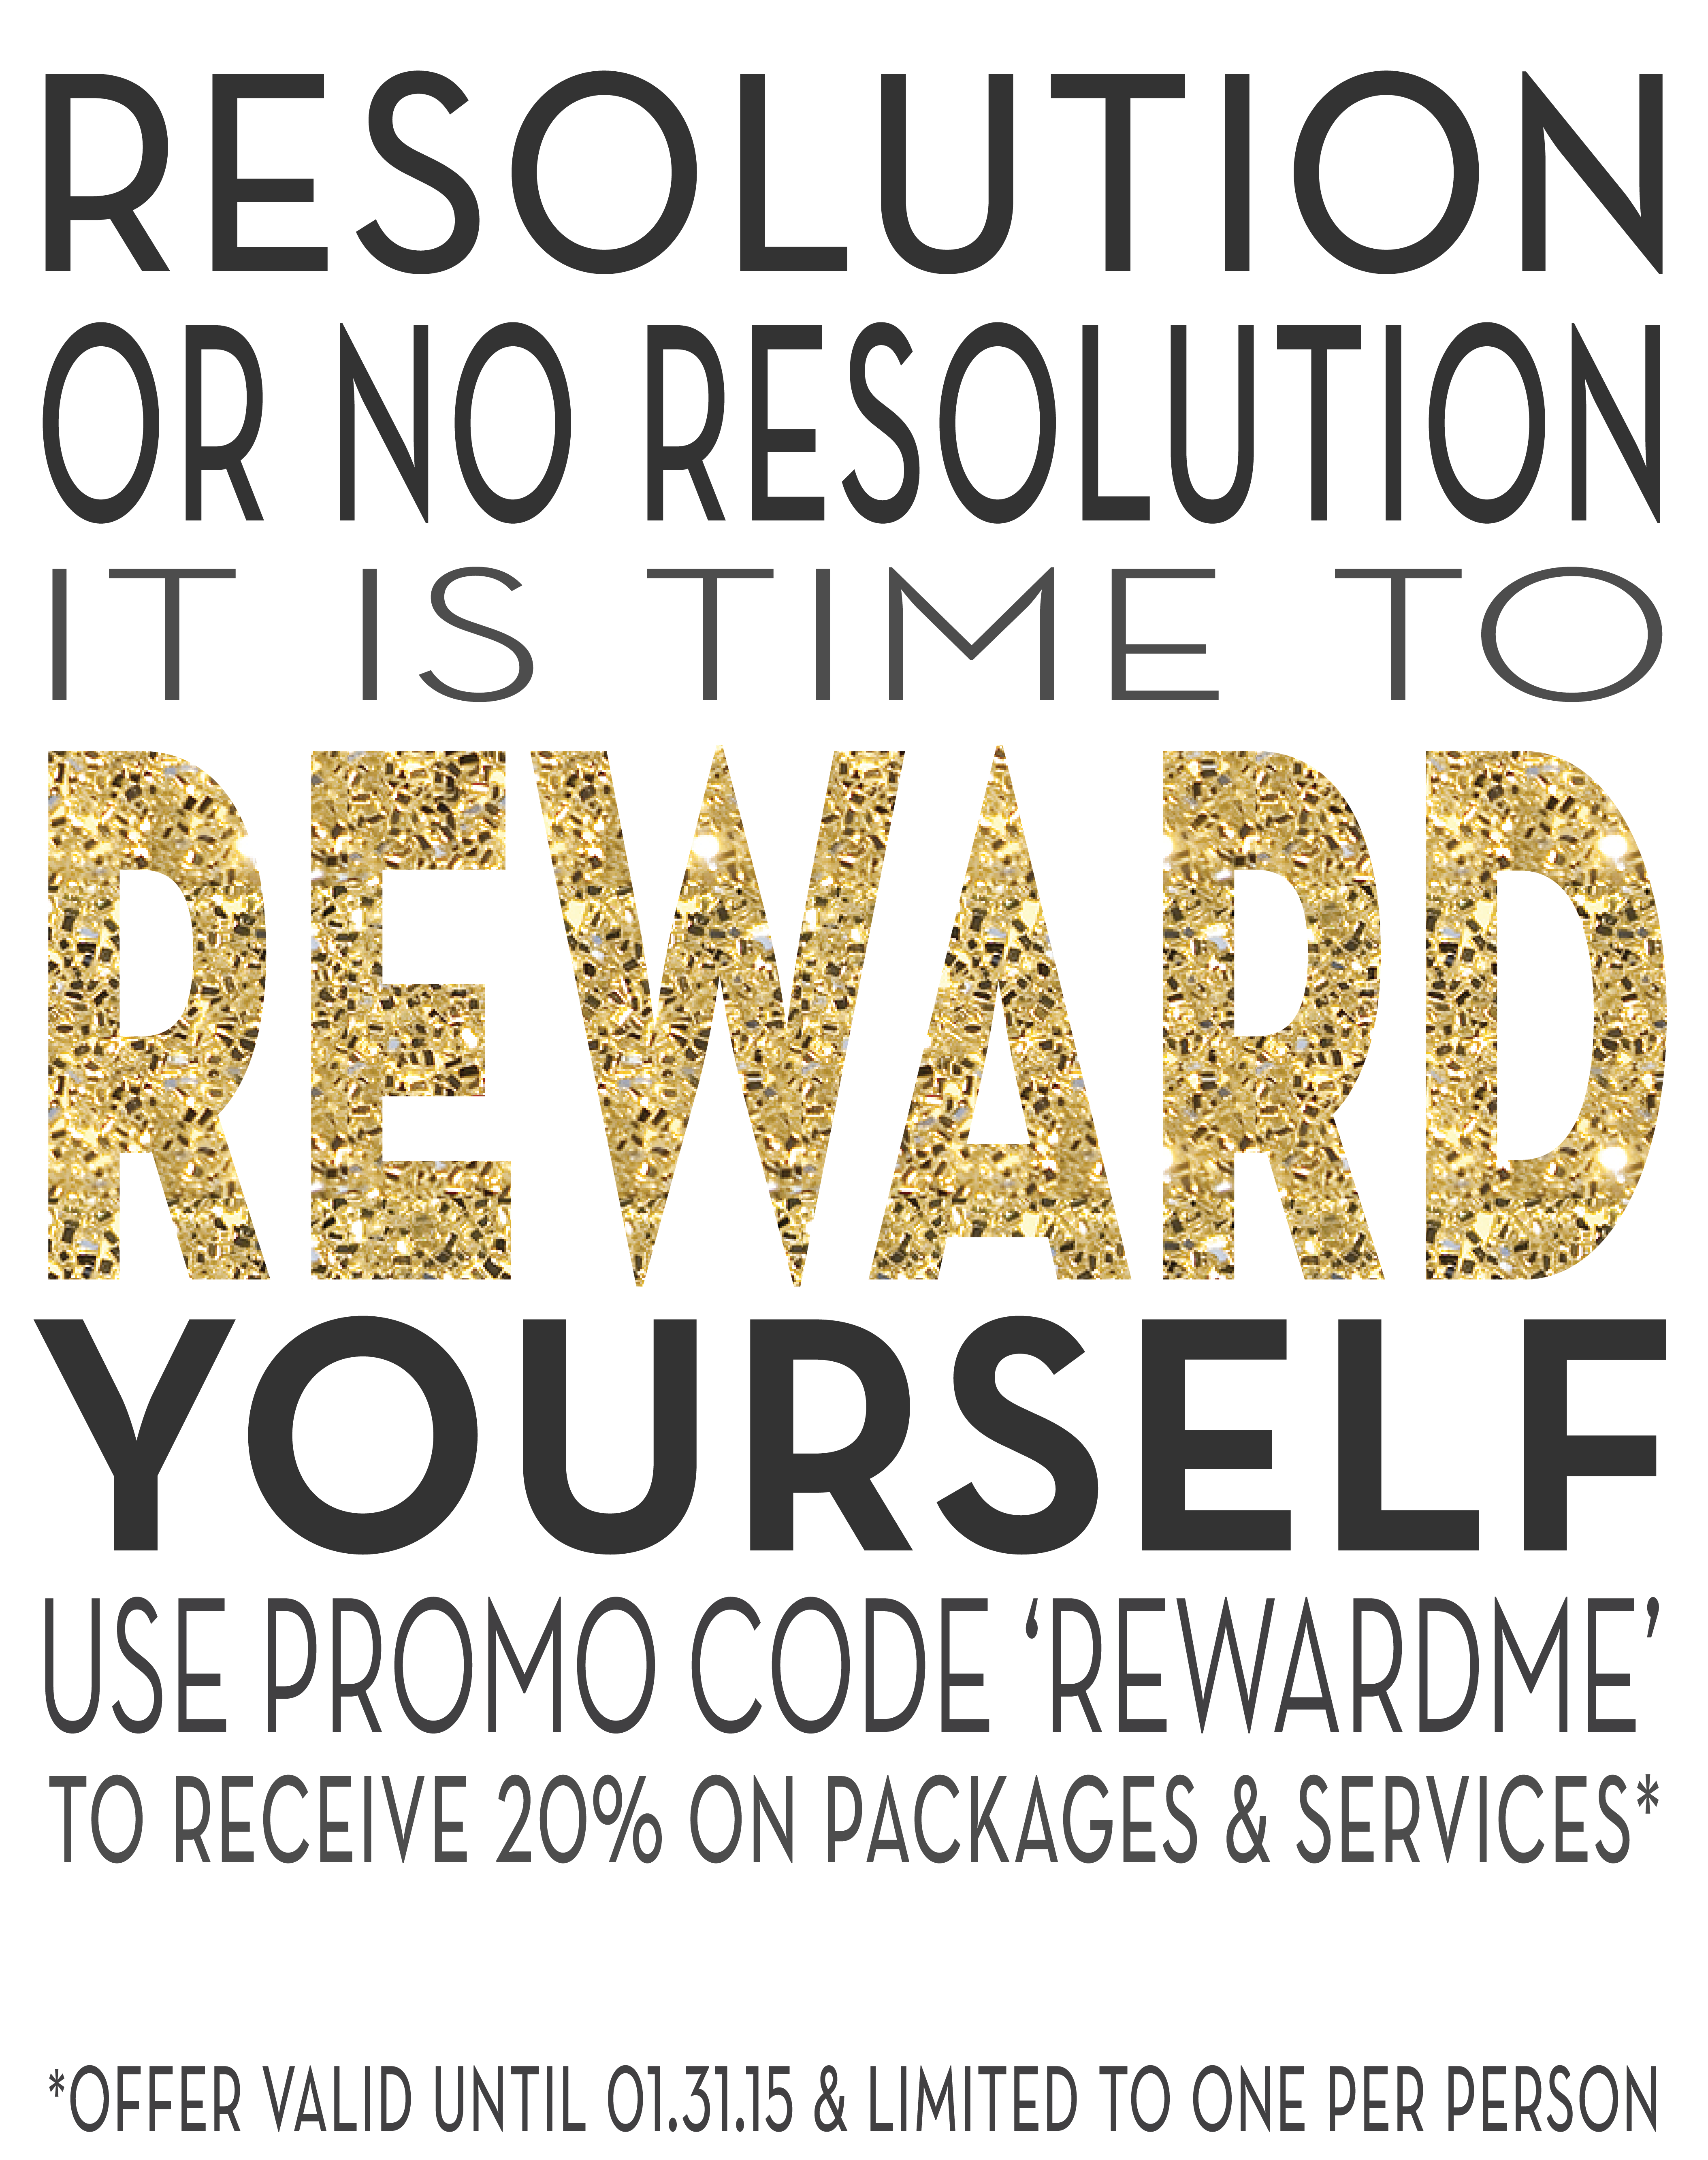 RESOLUTION
OR NO RESOLUTION
IT IS TIME TO
REWARD
YOURSELF
USE PROMO CODE ‘REWARDME’
TO RECEIVE 20% ON PACKAGES & SERVICES*
*OFFER VALID UNTIL 01.31.15 & LIMITED TO ONE PER PERSON